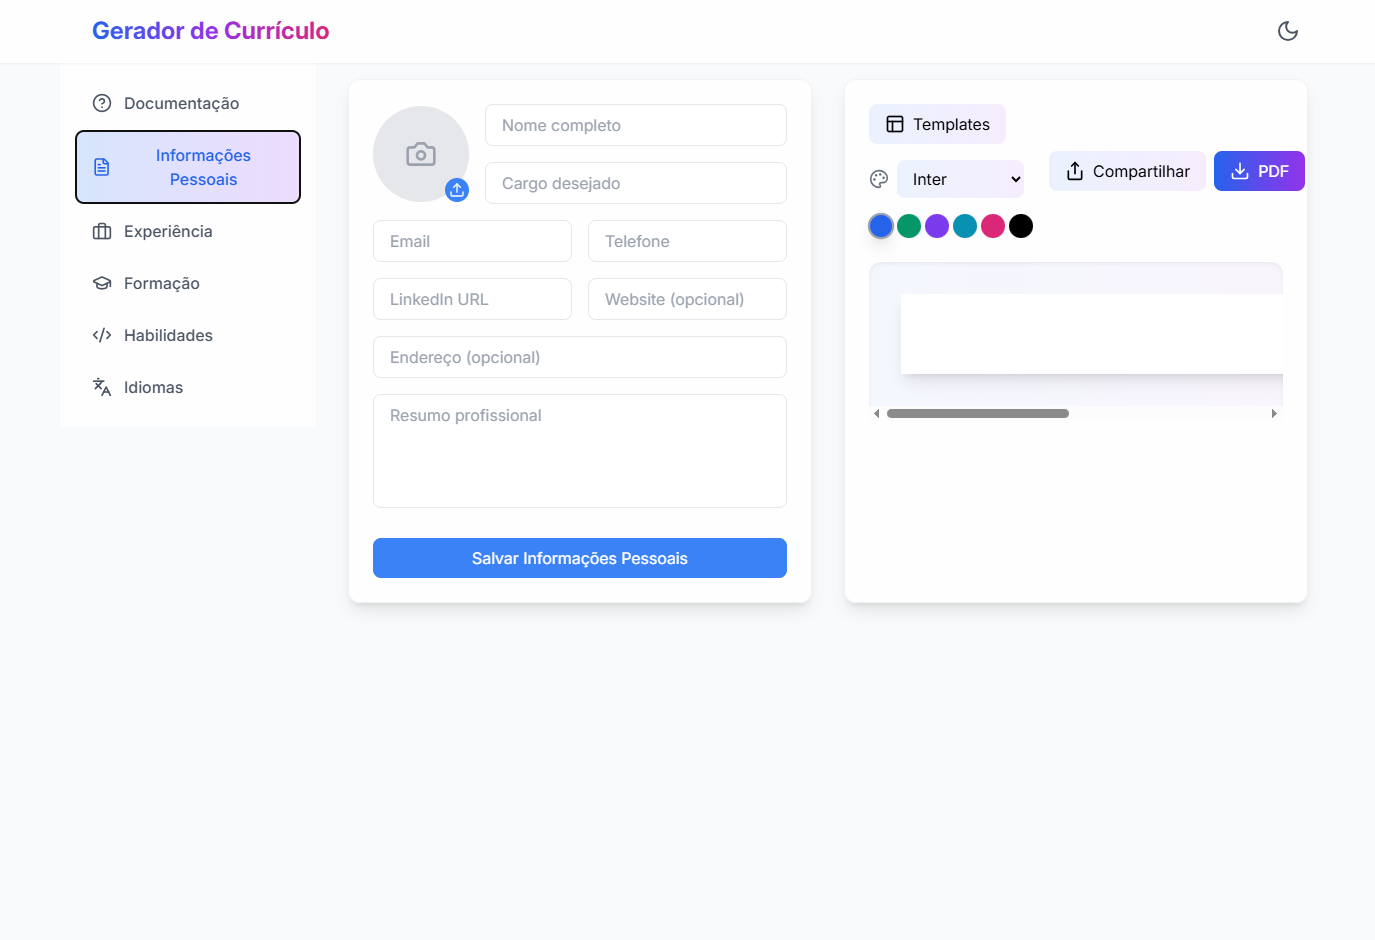 Gerador de Currículo
Documentação
Informações
Pessoais
Experiência
Formação
Habilidades
Idiomas
Nome completo
Cargo desejado
Email
Telefone
LinkedIn URL
Website (opcional)
Endereço (opcional)
Resumo profissional
Salvar Informações Pessoais
Templates
Inter
Compartilhar
PDF